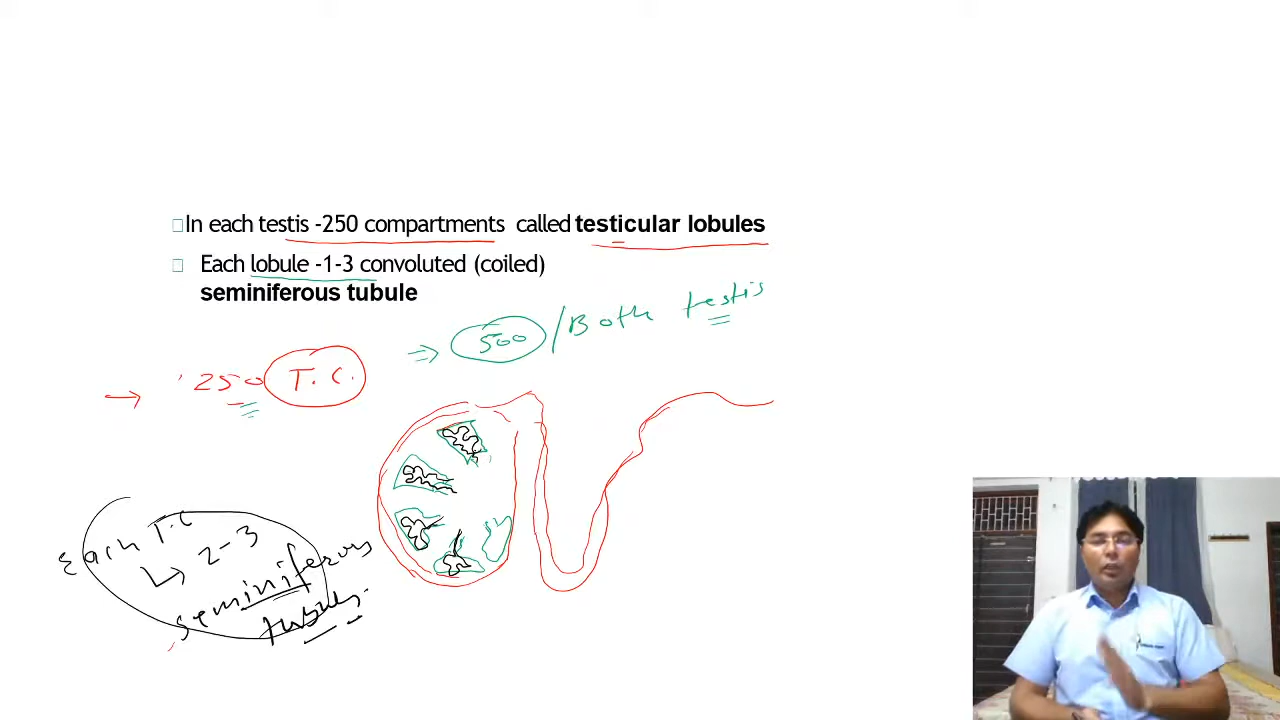 In each testis -250 compartments called testicular lobules
Each lobule -1-3 convoluted (coiled)
seminiferous tubule
⇒ 500 / Both testis
→ 250 T.C.
Each T.C
↳ 2-3
seminiferous
tubules.